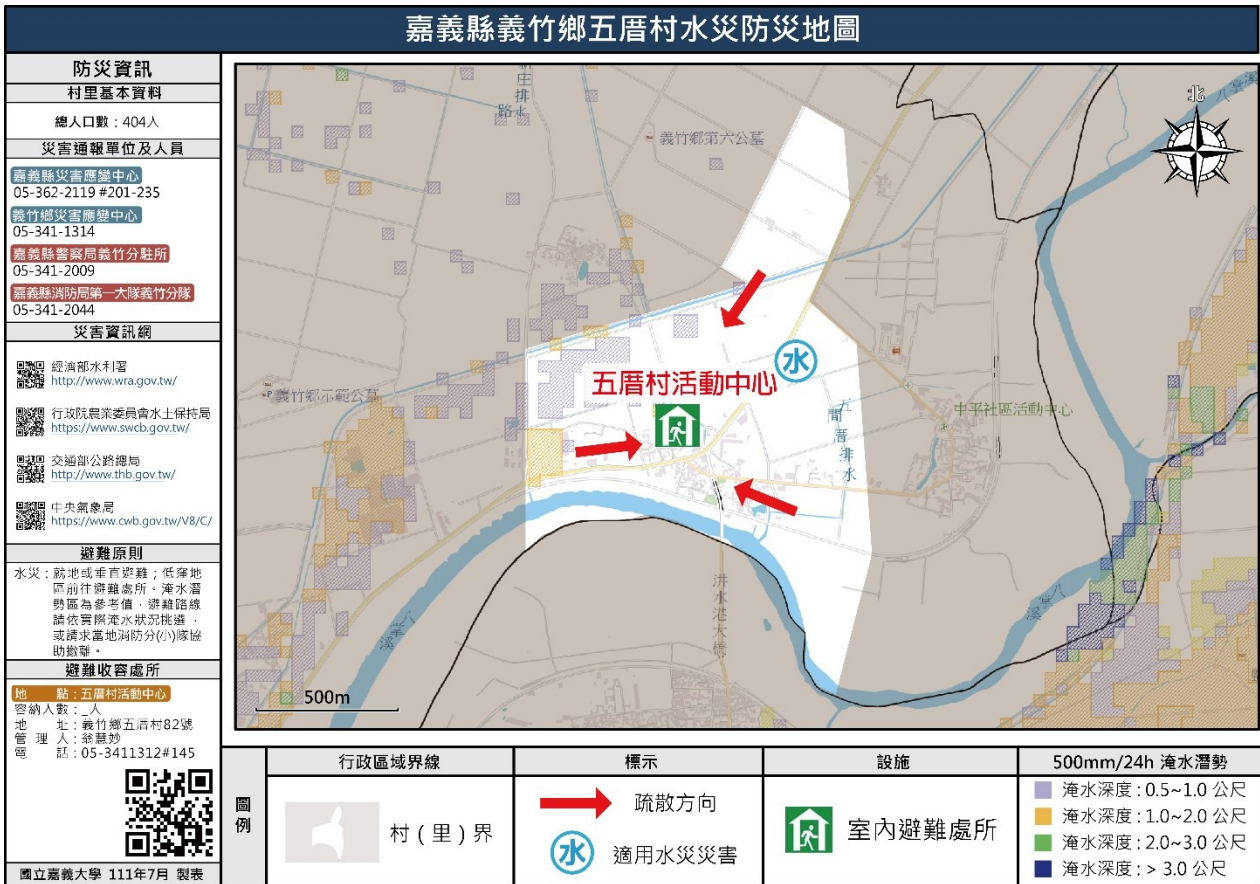 嘉義縣義竹鄉五厝村水災防災地圖
防災資訊
村里基本資料
總人口數：404人
災害通報單位及人員
嘉義縣災害應變中心
05-362-2119 #201-235
義竹鄉災害應變中心
05-341-1314
嘉義縣警察局義竹分駐所
05-341-2009
嘉義縣消防局第一大隊義竹分隊
05-341-2044
災害資訊網
經濟部水利署
http://www.wra.gov.tw/
行政院農業委員會水土保持局
https://www.swcb.gov.tw/
交通部公路總局
http://www.thb.gov.tw/
中央氣象局
https://www.cwb.gov.tw/V8/C/
避難原則
水災：就地或垂直避難；低窪地
區前往避難處所。淹水潛
勢區為參考值，避難路線
請依實際淹水狀況挑選，
或請求當地消防分(小)隊協
助撤離。
避難收容處所
地　點：五厝村活動中心
容納人數：_人
地　址：義竹鄉五厝村82號
管理人：翁慧妙
電　話：05-3411312#145
國立嘉義大學 111年7月 製表
北
庄排水
路
義竹鄉第六公墓
義竹鄉示範公墓
五厝村活動中心
水
五間厝排水
中平社區活動中心
洪水港大橋
八掌溪
八掌溪
八掌
500m
圖例
行政區域界線
村（里）界
標示
疏散方向
水
適用水災災害
設施
室內避難處所
500mm/24h 淹水潛勢
淹水深度：0.5~1.0 公尺
淹水深度：1.0~2.0 公尺
淹水深度：2.0~3.0 公尺
淹水深度：> 3.0 公尺